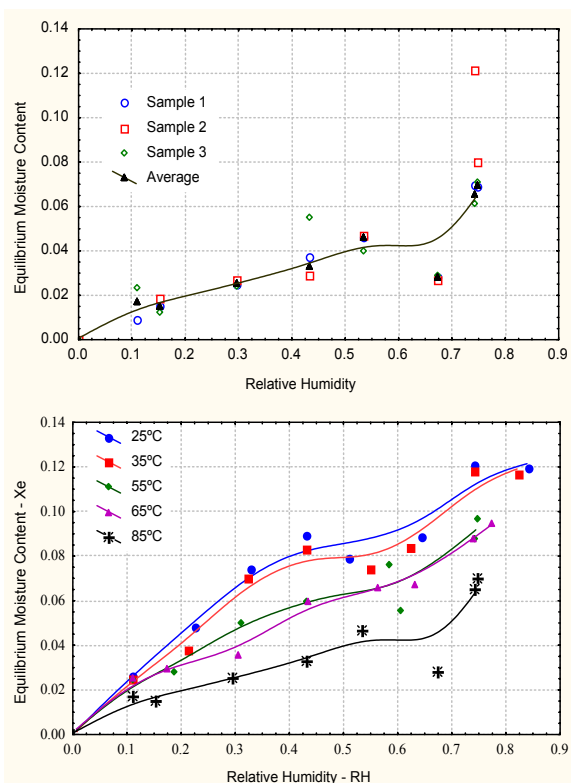 0.14
0.12
0.10
0.08
0.06
0.04
0.02
0.00
Equilibrium Moisture Content
Sample 1
Sample 2
Sample 3
Average
0.0 0.1 0.2 0.3 0.4 0.5 0.6 0.7 0.8 0.9
Relative Humidity
0.14
0.12
0.10
0.08
0.06
0.04
0.02
0.00
Equilibrium Moisture Content - Xe
25ºC
35ºC
55ºC
65ºC
85ºC
0.0 0.1 0.2 0.3 0.4 0.5 0.6 0.7 0.8 0.9
Relative Humidity - RH